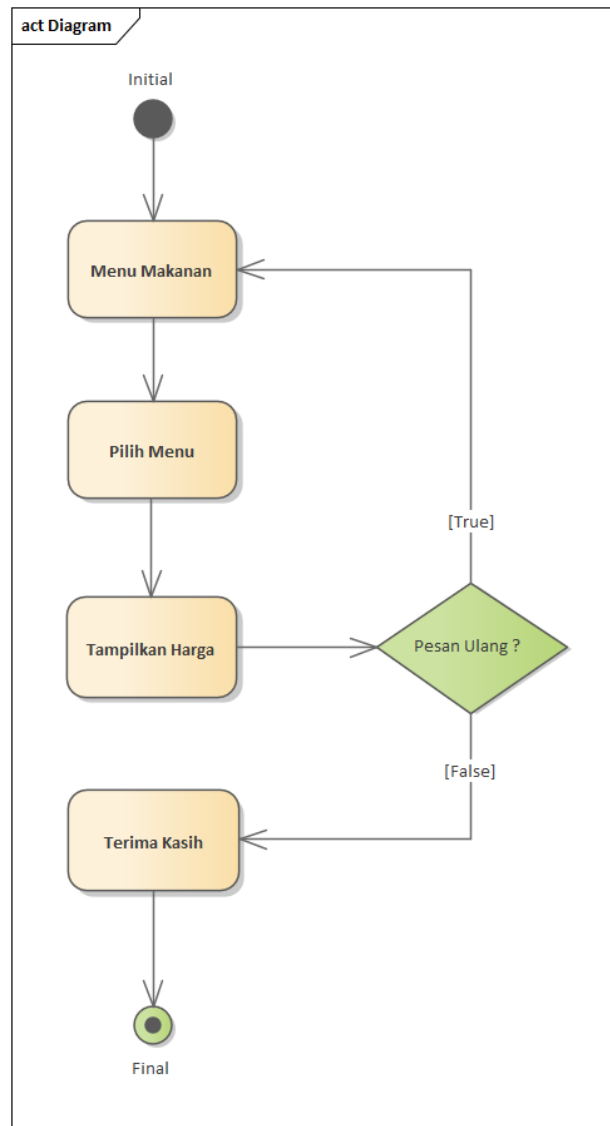 act Diagram
Initial
Menu Makanan
Pilih Menu
[True]
Tampilkan Harga
Pesan Ulang ?
[False]
Terima Kasih
Final